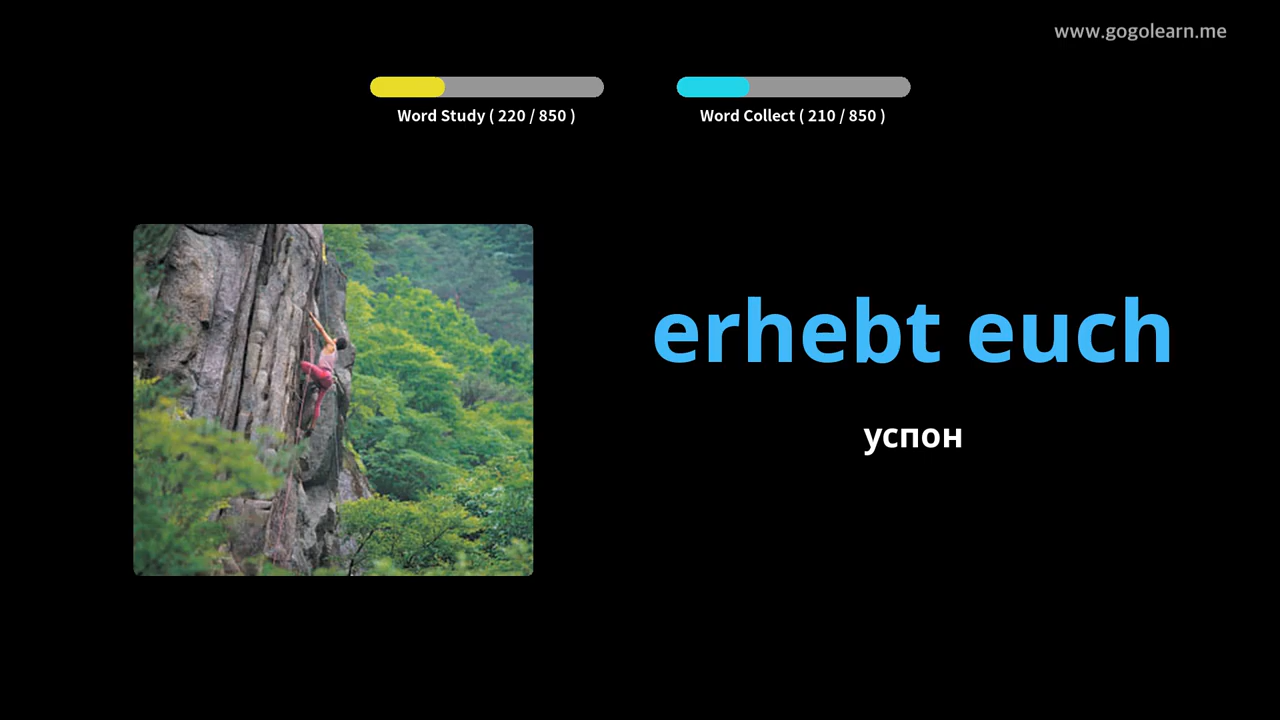 www.gogolearn.me
Word Study ( 220 / 850 )
Word Collect ( 210 / 850 )
erhebt euch
успон